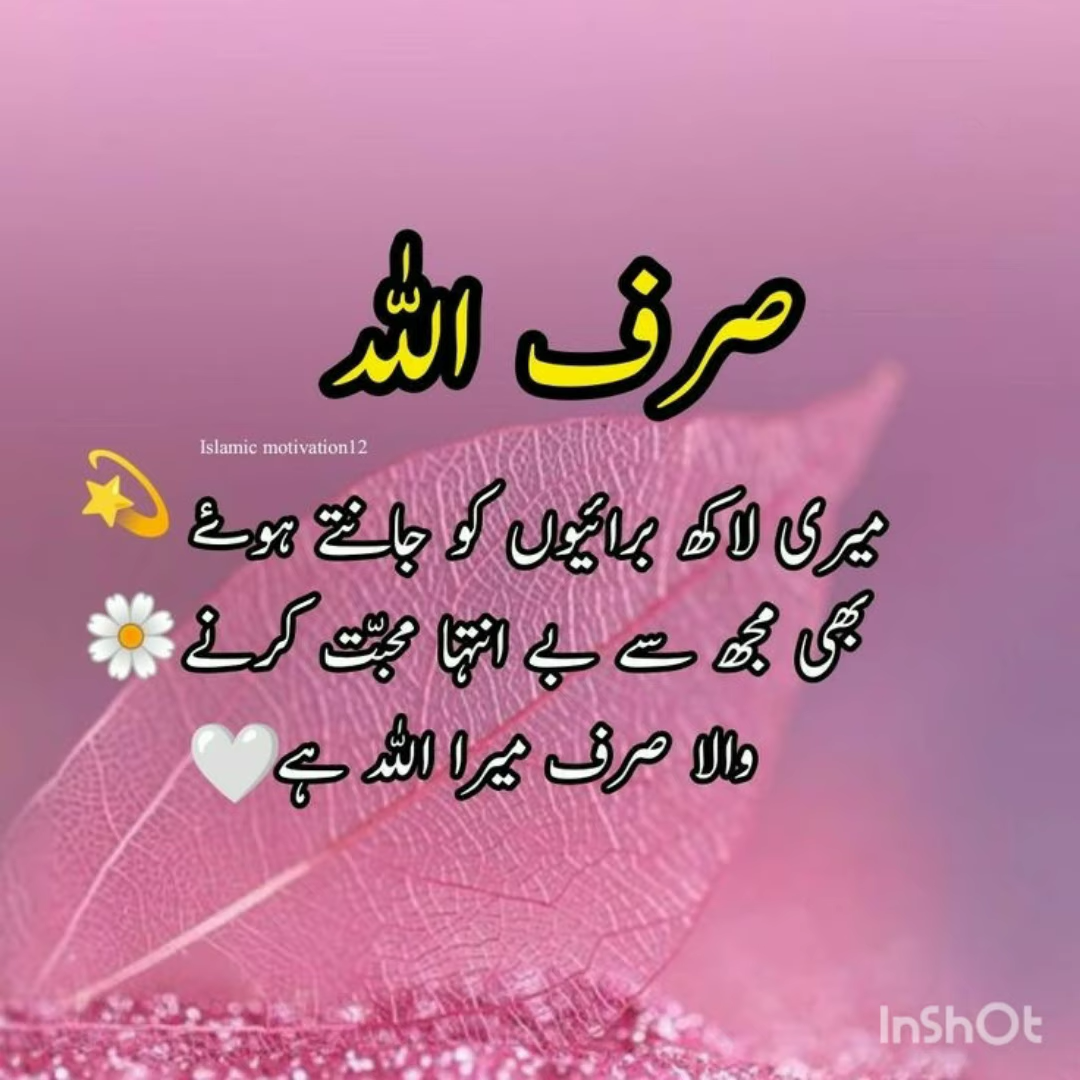 صرف اللہ
Islamic motivation12
میری لاکھ برائیوں کو جانتے ہوئے 💫
بھی مجھ سے بے انتہا محبّت کرنے 🌼
والا صرف میرا اللہ ہے🤍
InShOt